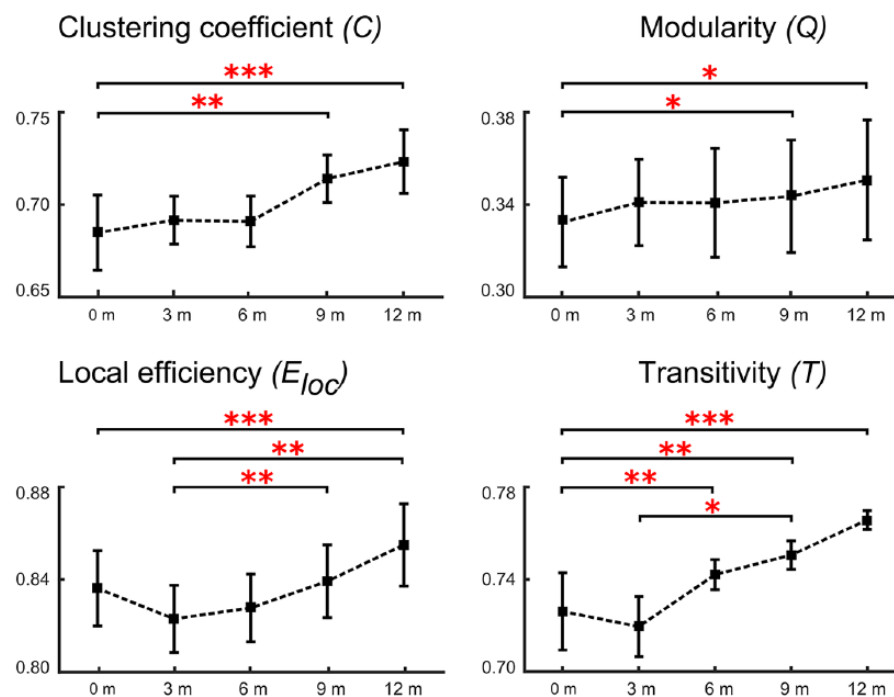 Clustering coefficient (C)
***
**
0.75
0.70
0.65
0 m 3 m 6 m 9 m 12 m
Modularity (Q)
*
*
0.38
0.34
0.30
0 m 3 m 6 m 9 m 12 m
Local efficiency (Eloc)
***
**
**
0.88
0.84
0.80
0 m 3 m 6 m 9 m 12 m
Transitivity (T)
***
**
**
*
0.78
0.74
0.70
0 m 3 m 6 m 9 m 12 m